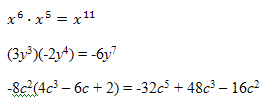 x⁶ · x⁵ = x¹¹
(3y³)(-2y⁴) = -6y⁷
-8c²(4c³ – 6c + 2) = -32c⁵ + 48c³ – 16c²